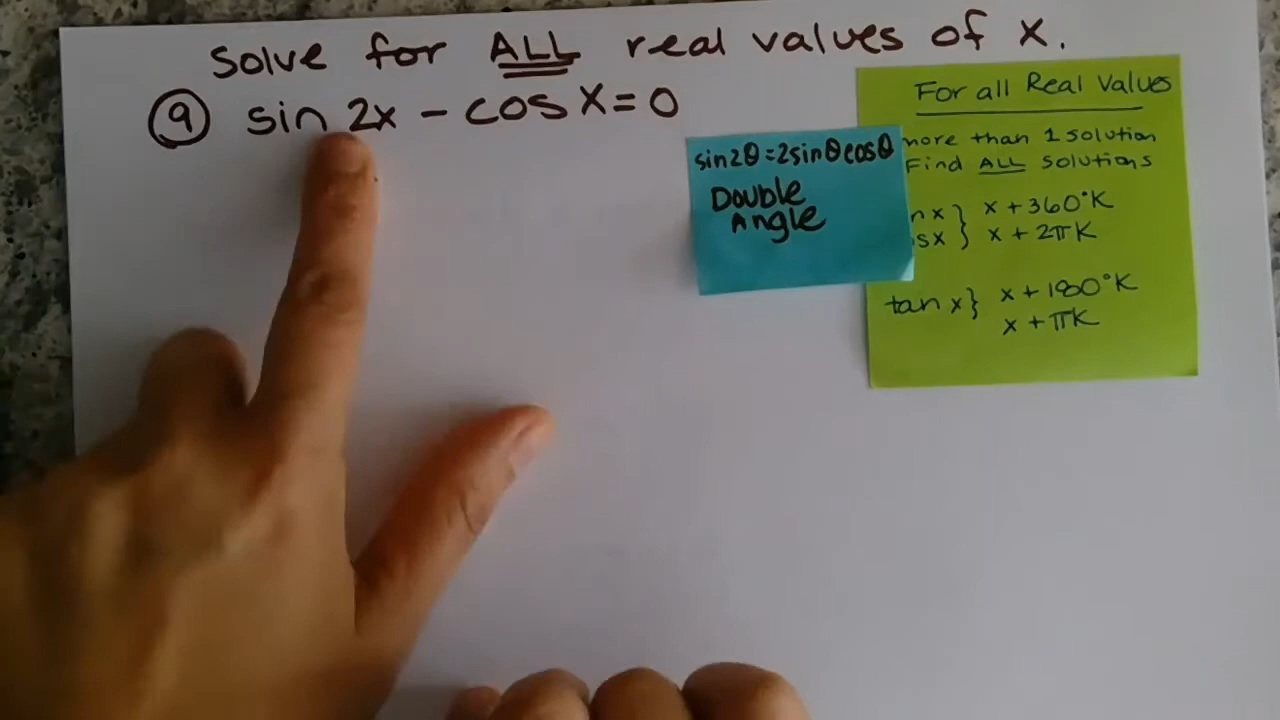 Solve for ALL real values of x.
9 sin 2x - cos x = 0
sin2θ=2sinθcosθ
Double
Angle
For all Real Values
more than 1 solution
Find ALL solutions
x } x + 360°K
x } x + 2πK
tan x} x + 180°K
x + πK